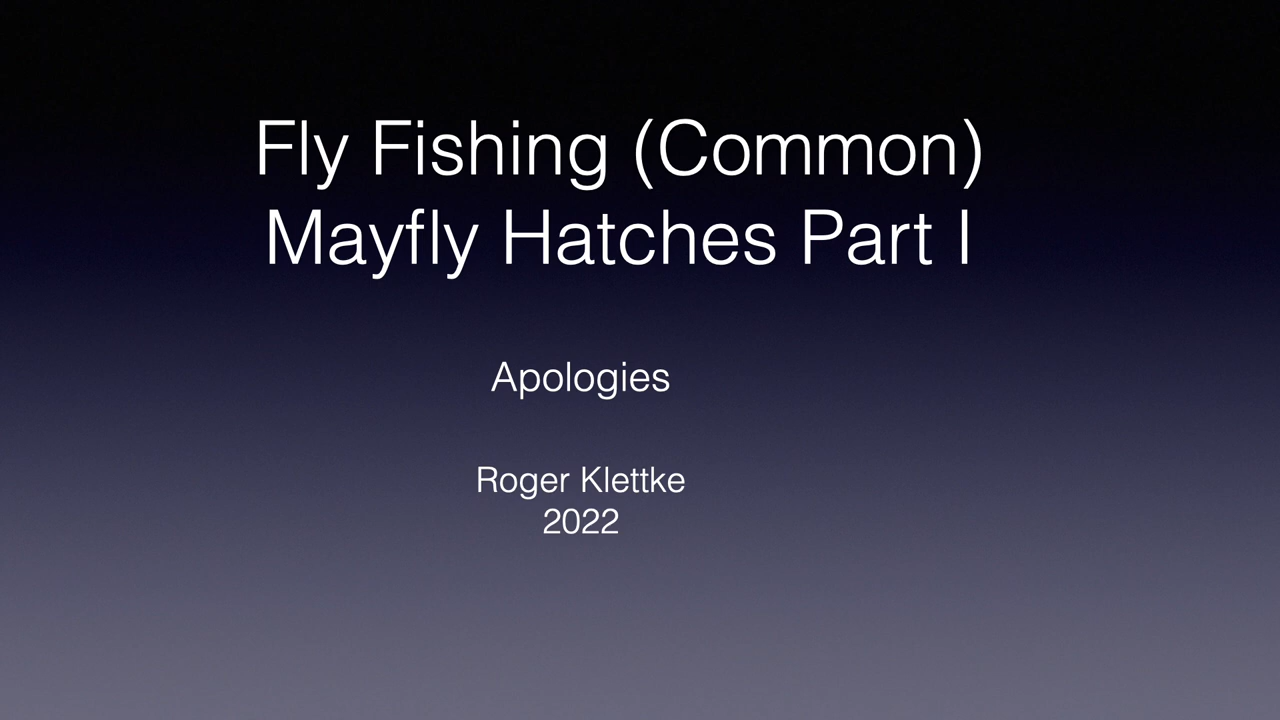 Fly Fishing (Common)
Mayfly Hatches Part I
Apologies
Roger Klettke
2022